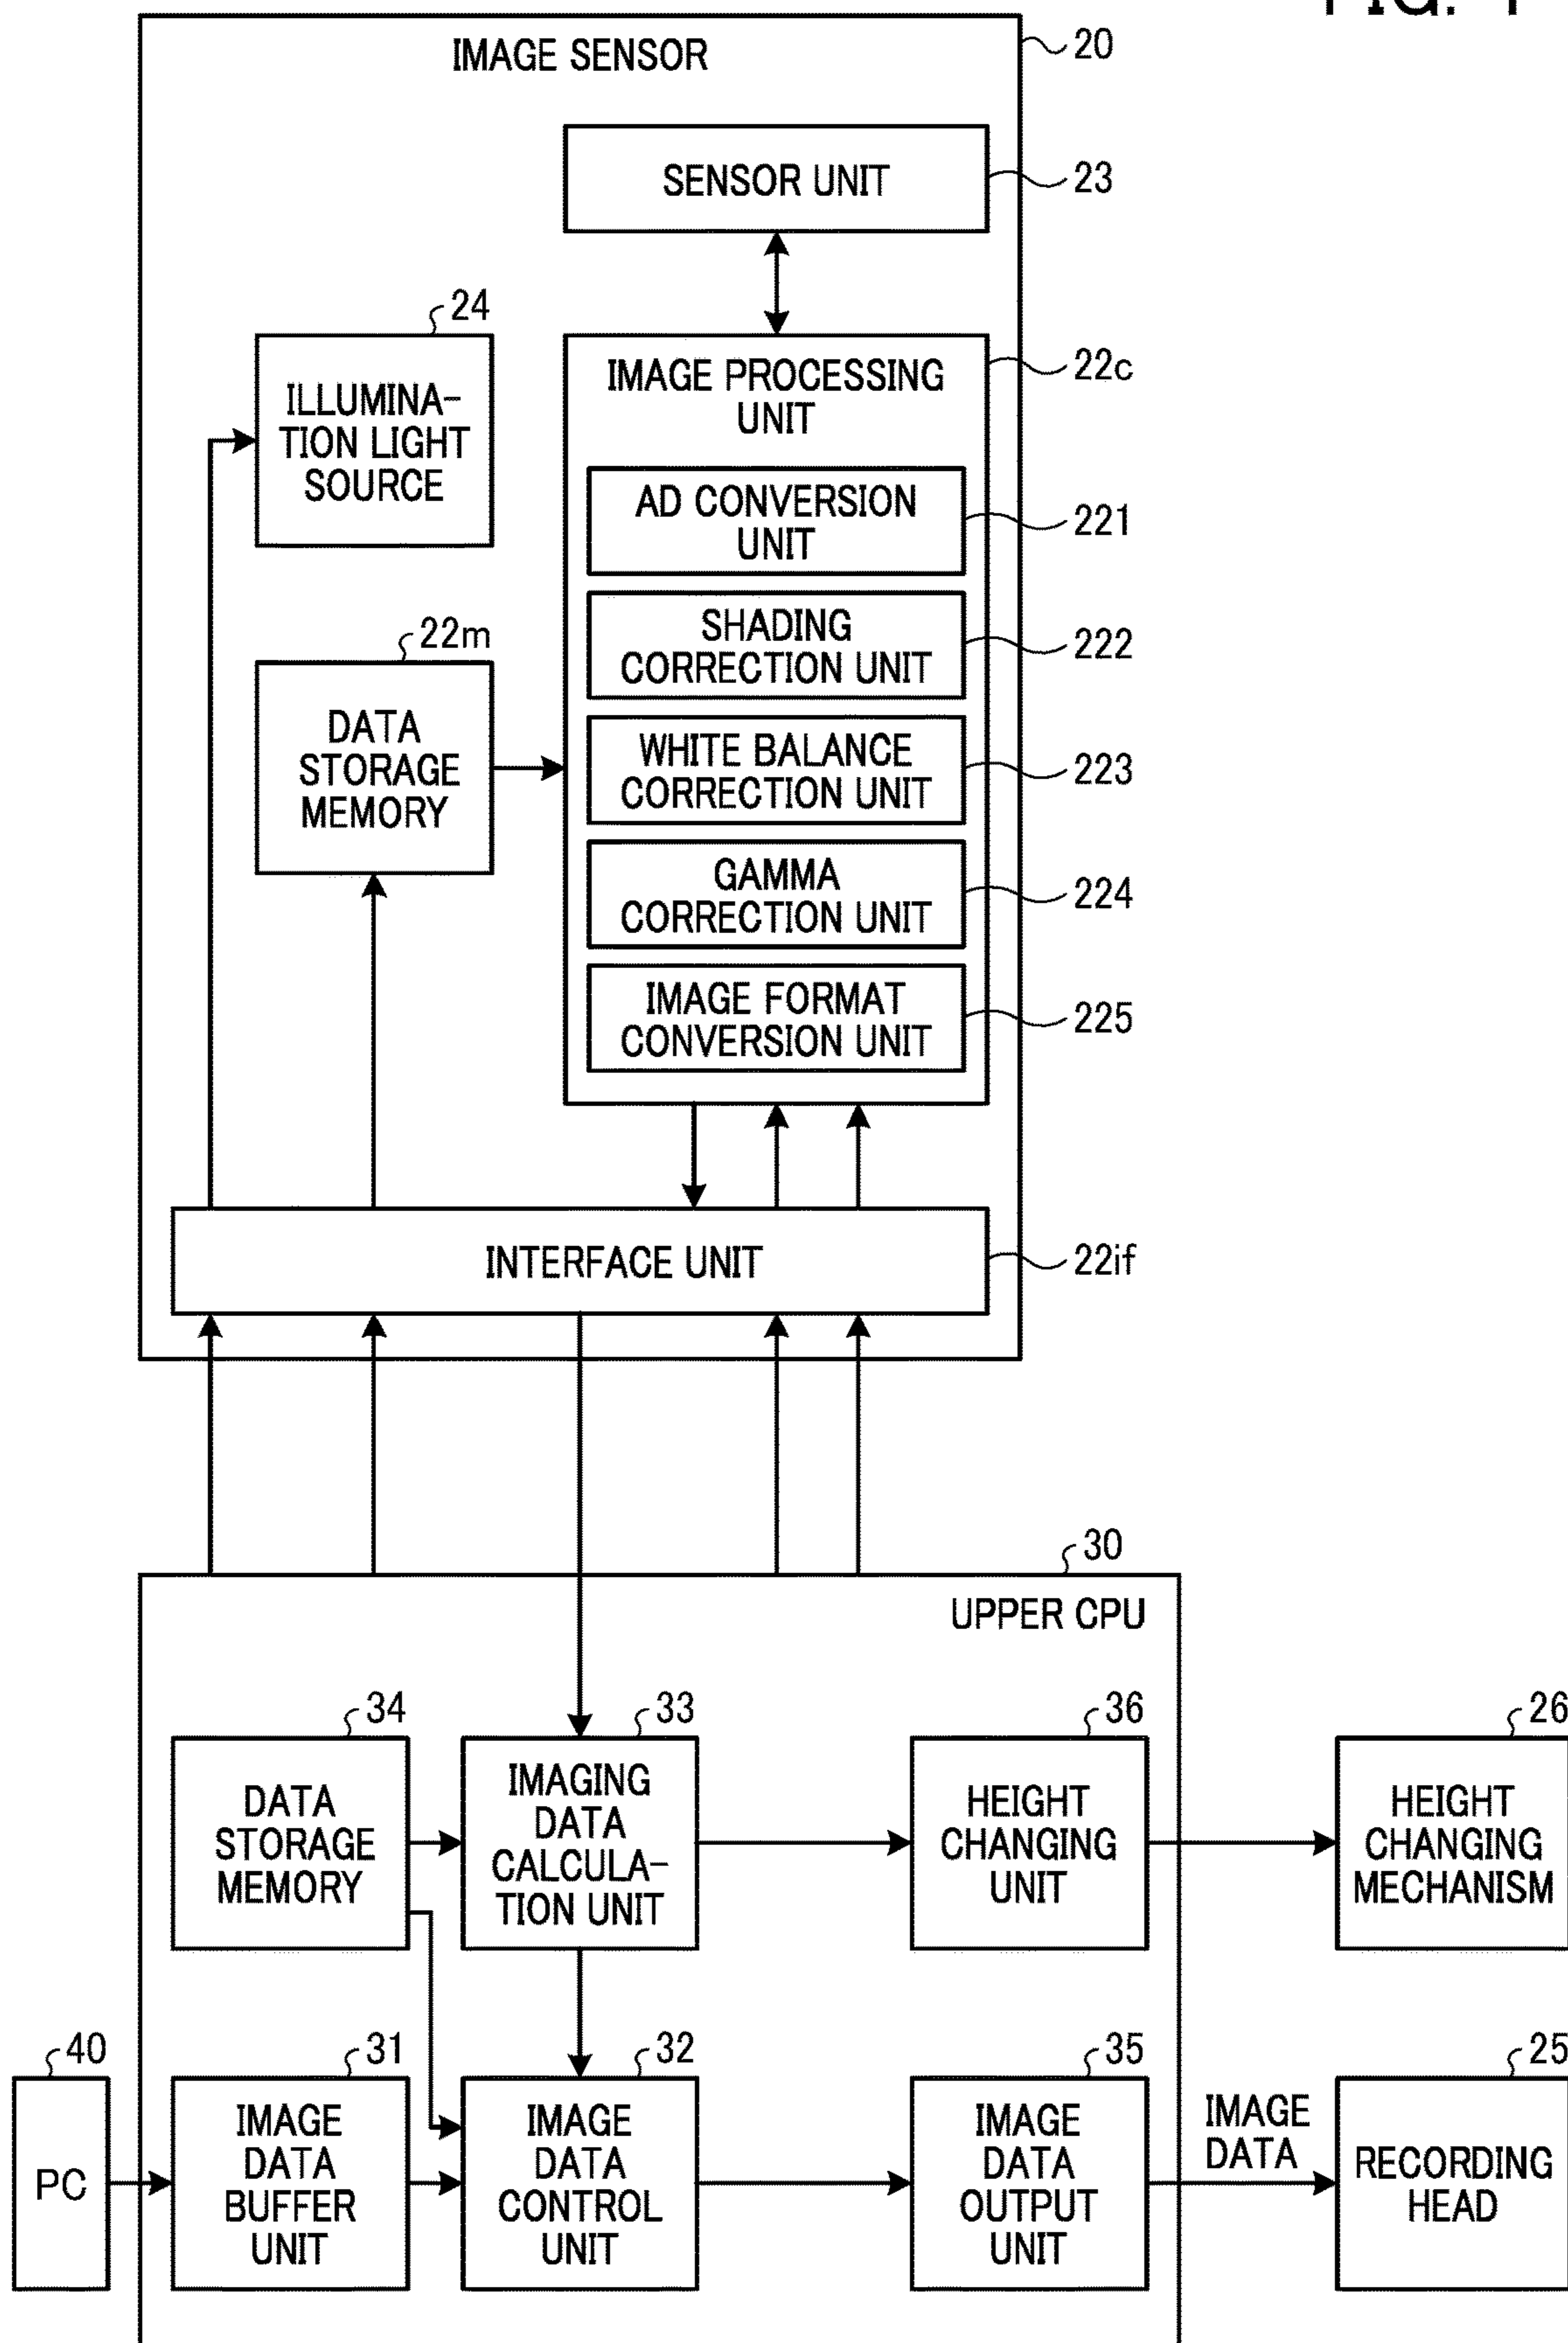 IMAGE SENSOR
20
SENSOR UNIT
23
24
ILLUMINA-
TION LIGHT
SOURCE
IMAGE PROCESSING
UNIT
22c
AD CONVERSION
UNIT
221
SHADING
CORRECTION UNIT
222
22m
DATA
STORAGE
MEMORY
WHITE BALANCE
CORRECTION UNIT
223
GAMMA
CORRECTION UNIT
224
IMAGE FORMAT
CONVERSION UNIT
225
INTERFACE UNIT
22if
30
UPPER CPU
34
DATA
STORAGE
MEMORY
33
IMAGING
DATA
CALCULA-
TION UNIT
36
HEIGHT
CHANGING
UNIT
26
HEIGHT
CHANGING
MECHANISM
40
PC
31
IMAGE
DATA
BUFFER
UNIT
32
IMAGE
DATA
CONTROL
UNIT
35
IMAGE
DATA
OUTPUT
UNIT
IMAGE
DATA
25
RECORDING
HEAD